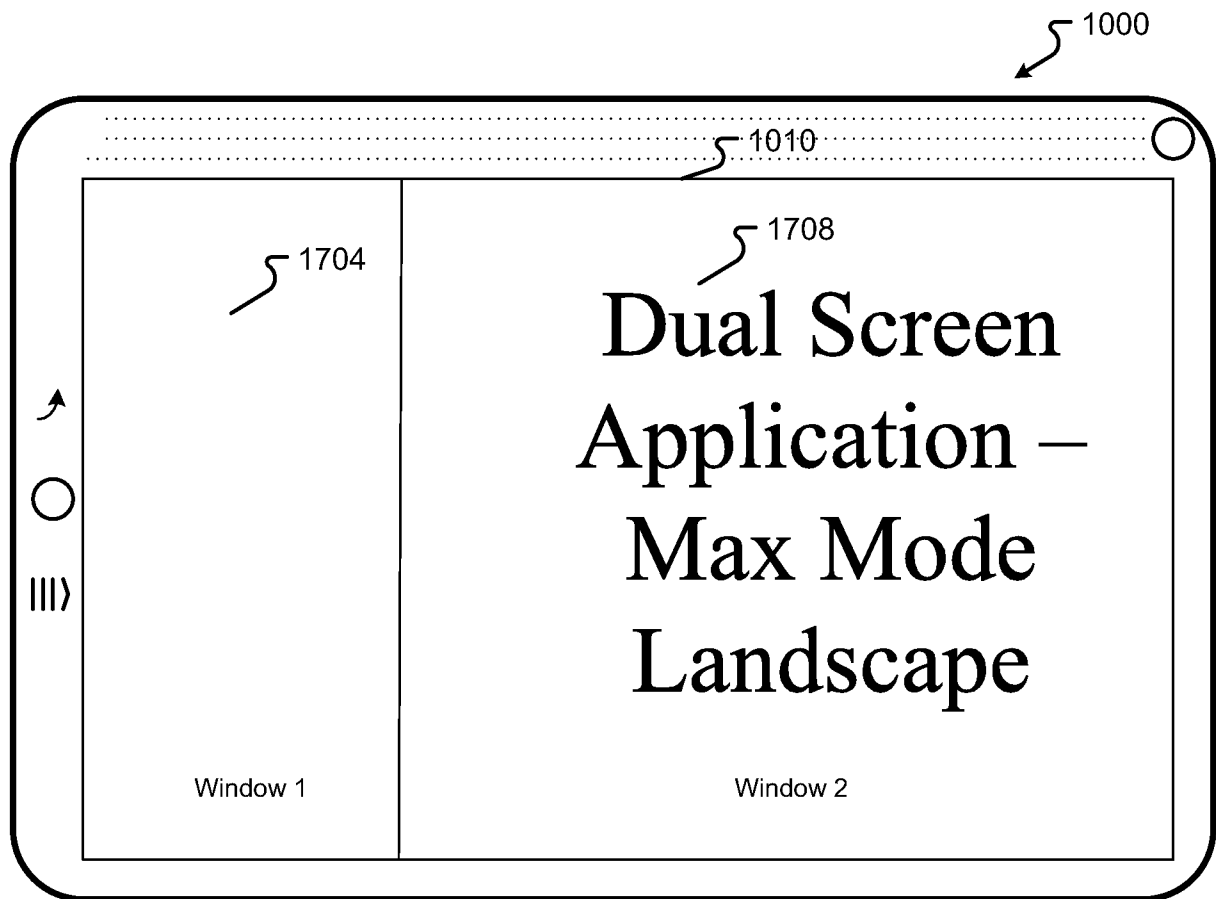 1000
1010
1708
1704
Dual Screen
Application –
Max Mode
Landscape
Window 1
Window 2